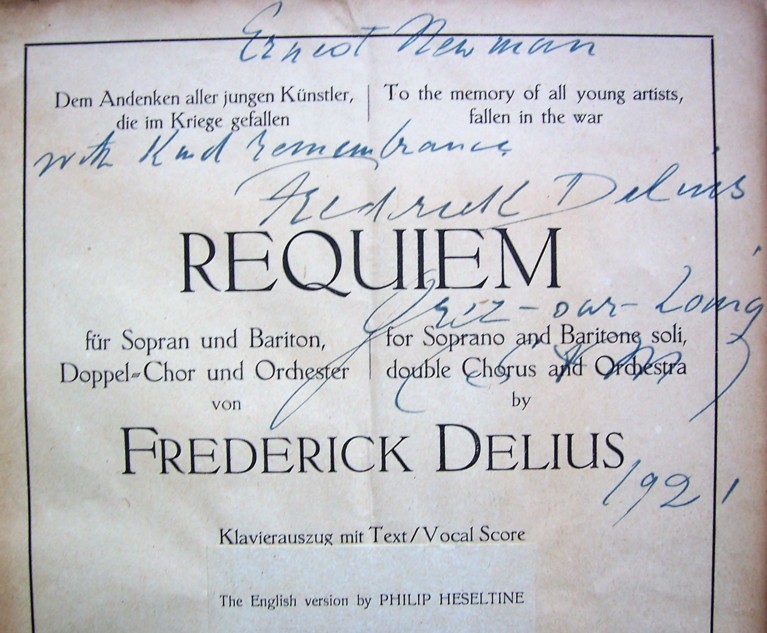 Ernest Newman
Dem Andenken aller jungen Künstler,
die im Kriege gefallen
To the memory of all young artists,
fallen in the war
with kind remembrance
Frederick Delius
REQUIEM
Grez-sur-Loing
für Sopran und Bariton,
Doppel-Chor und Orchester
von
for Soprano and Baritone soli,
double Chorus and Orchestra
by
FREDERICK DELIUS
1921
Klavierauszug mit Text/Vocal Score
The English version by PHILIP HESELTINE